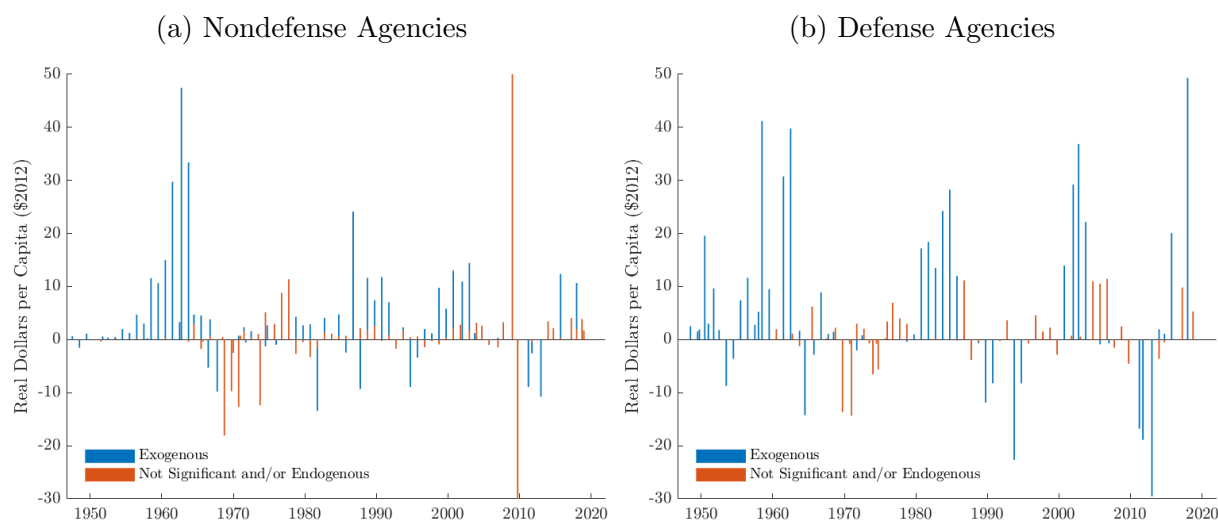 (a) Nondefense Agencies
50
40
30
20
10
0
-10
-20
-30
Real Dollars per Capita ($2012)
Exogenous
Not Significant and/or Endogenous
1950 1960 1970 1980 1990 2000 2010 2020
(b) Defense Agencies
50
40
30
20
10
0
-10
-20
-30
Real Dollars per Capita ($2012)
Exogenous
Not Significant and/or Endogenous
1950 1960 1970 1980 1990 2000 2010 2020